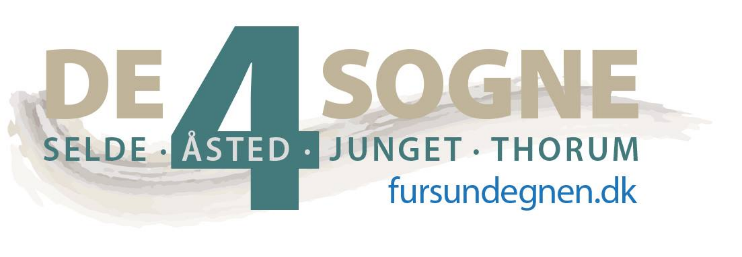 DE 4 SOGNE
SELDE · ÅSTED · JUNGET · THORUM
fursundegnen.dk